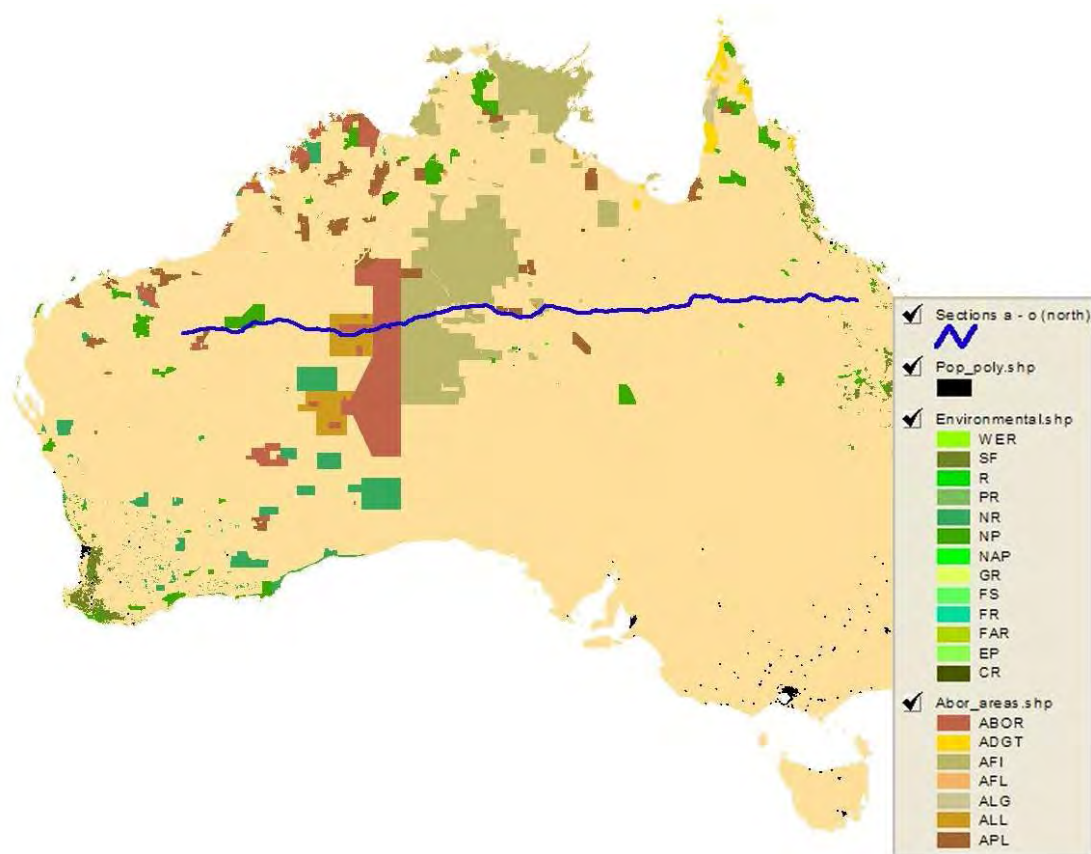 Sections a - o (north)
Pop_poly.shp
Environmental.shp
WER
SF
R
PR
NR
NP
NAP
GR
FS
FR
FAR
EP
CR
Abor_areas.shp
ABOR
ADGT
AFI
AFL
ALG
ALL
APL